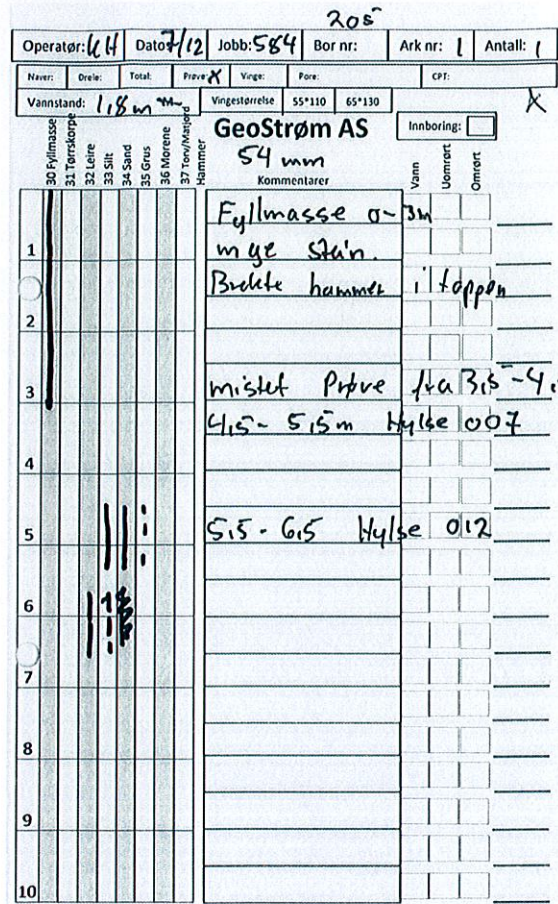 205
Operatør: KH Dato: 7/12 Jobb: 584 Bor nr: Ark nr: 1 Antall: 1
Naver: Dreie: Total: Prøve: X Vinge: Pore: CPT:
Vannstand: 1,8 m Vingestørrelse 55*110 65*130 X
GeoStrøm AS Innboring:
54 mm
30 Fyllmasse
31 Tørrskorpe
32 Leire
33 Silt
34 Sand
35 Grus
36 Morene
37 Torv/Matjord
Hammer
Kommentarer
Vann
Uomrørt
Omrørt
Fyllmasse 0-3m
1 mye stein.
Brukte hammer i toppen
2
3 mistet Prøve fra 3,5-4,
4,5-5,5m Hylse 007
4
5 5,5-6,5 Hylse 012
6
7
8
9
10